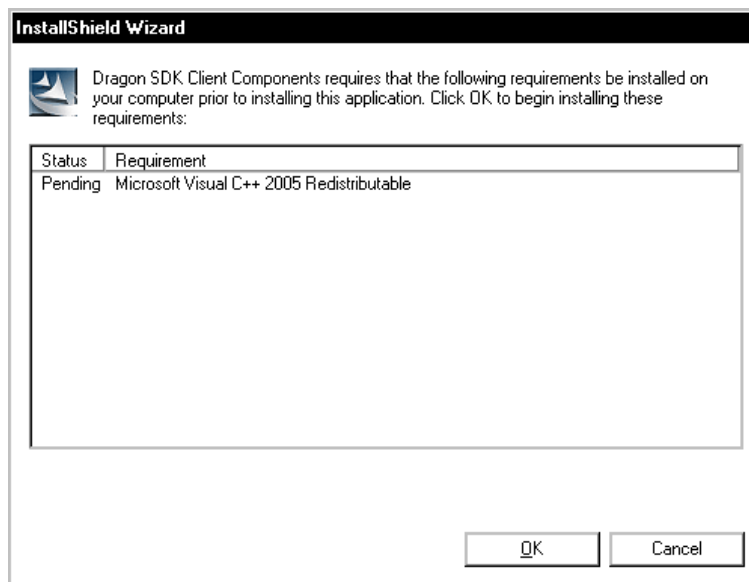 InstallShield Wizard
Dragon SDK Client Components requires that the following requirements be installed on
your computer prior to installing this application. Click OK to begin installing these
requirements:
Status Requirement
Pending Microsoft Visual C++ 2005 Redistributable
OK Cancel